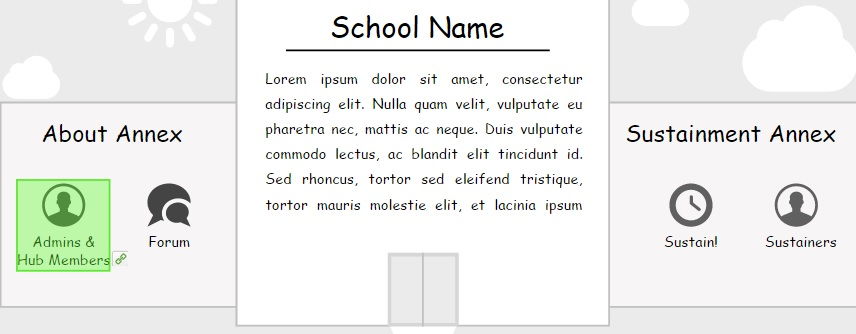 School Name
Lorem ipsum dolor sit amet, consectetur
adipiscing elit. Nulla quam velit, vulputate eu
pharetra nec, mattis ac neque. Duis vulputate
commodo lectus, ac blandit elit tincidunt id.
Sed rhoncus, tortor sed eleifend tristique,
tortor mauris molestie elit, et lacinia ipsum
About Annex
Admins &
Hub Members
Forum
Sustainment Annex
Sustain!
Sustainers